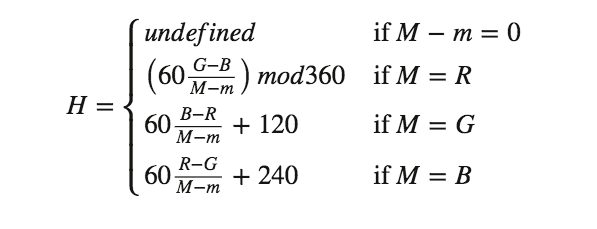 H = { undefined if M − m = 0
(60 G−B / M−m) mod360 if M = R
60 B−R / M−m + 120 if M = G
60 R−G / M−m + 240 if M = B